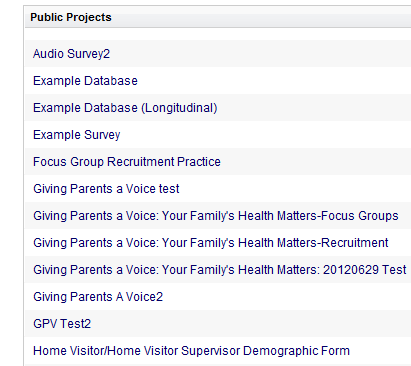 Public Projects
Audio Survey2
Example Database
Example Database (Longitudinal)
Example Survey
Focus Group Recruitment Practice
Giving Parents a Voice test
Giving Parents a Voice: Your Family's Health Matters-Focus Groups
Giving Parents a Voice: Your Family's Health Matters-Recruitment
Giving Parents a Voice: Your Family's Health Matters: 20120629 Test
Giving Parents A Voice2
GPV Test2
Home Visitor/Home Visitor Supervisor Demographic Form